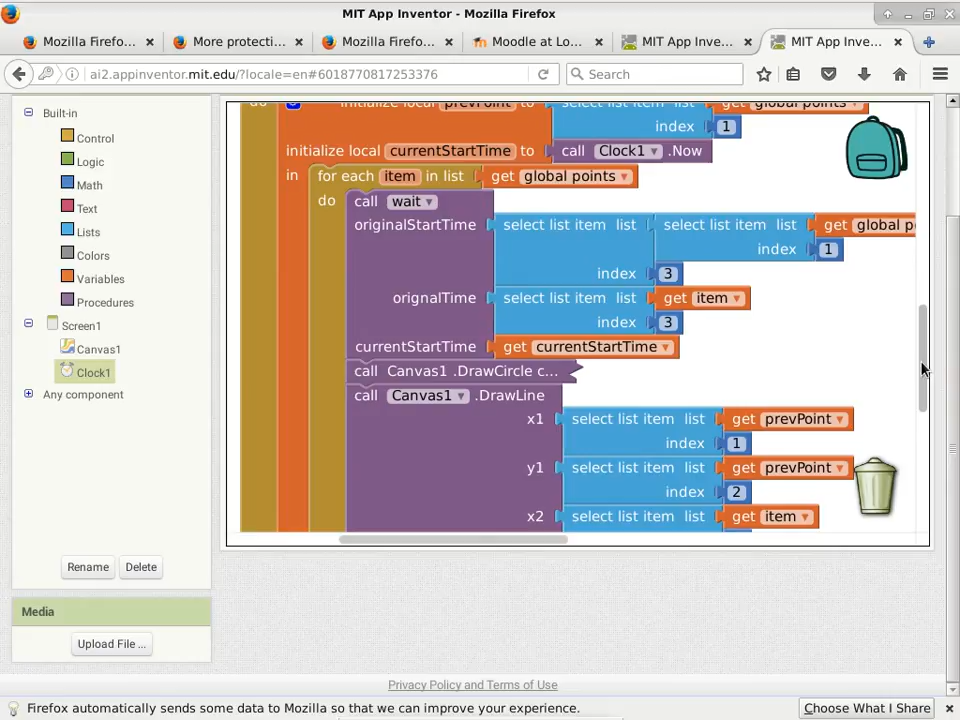 MIT App Inventor - Mozilla Firefox
Mozilla Firefo... × More protecti... × Mozilla Firefo... × Moodle at Lo... × MIT App Inve... × MIT App Inve... ×
ai2.appinventor.mit.edu/?locale=en#6018770817253376 Search
Built-in
Control
Logic
Math
Text
Lists
Colors
Variables
Procedures
Screen1
Canvas1
Clock1
Any component
Rename Delete
Media
Upload File ...
do initialize local prevPoint to select list item list get global points
index 1
initialize local currentStartTime to call Clock1 .Now
in for each item in list get global points
do call wait
originalStartTime select list item list select list item list get global p
index 1
index 3
orignalTime select list item list get item
index 3
currentStartTime get currentStartTime
call Canvas1 .DrawCircle c...
call Canvas1 .DrawLine
x1 select list item list get prevPoint
index 1
y1 select list item list get prevPoint
index 2
x2 select list item list get item
Privacy Policy and Terms of Use
Firefox automatically sends some data to Mozilla so that we can improve your experience. Choose What I Share ×